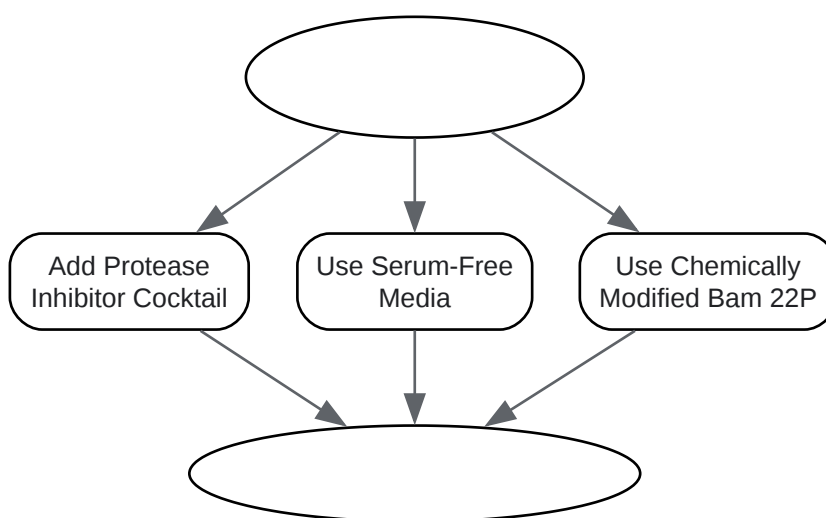 Add Protease
Inhibitor Cocktail
Use Serum-Free
Media
Use Chemically
Modified Bam 22P